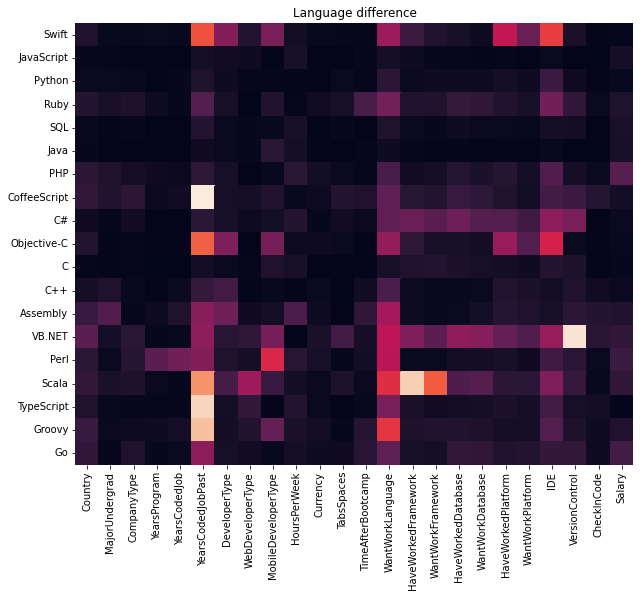 Language difference
Swift
JavaScript
Python
Ruby
SQL
Java
PHP
CoffeeScript
C#
Objective-C
C
C++
Assembly
VB.NET
Perl
Scala
TypeScript
Groovy
Go
Country
MajorUndergrad
CompanyType
YearsProgram
YearsCodedJob
YearsCodedJobPast
DeveloperType
WebDeveloperType
MobileDeveloperType
HoursPerWeek
Currency
TabsSpaces
TimeAfterBootcamp
WantWorkLanguage
HaveWorkedFramework
WantWorkFramework
HaveWorkedDatabase
WantWorkDatabase
HaveWorkedPlatform
WantWorkPlatform
IDE
VersionControl
CheckInCode
Salary